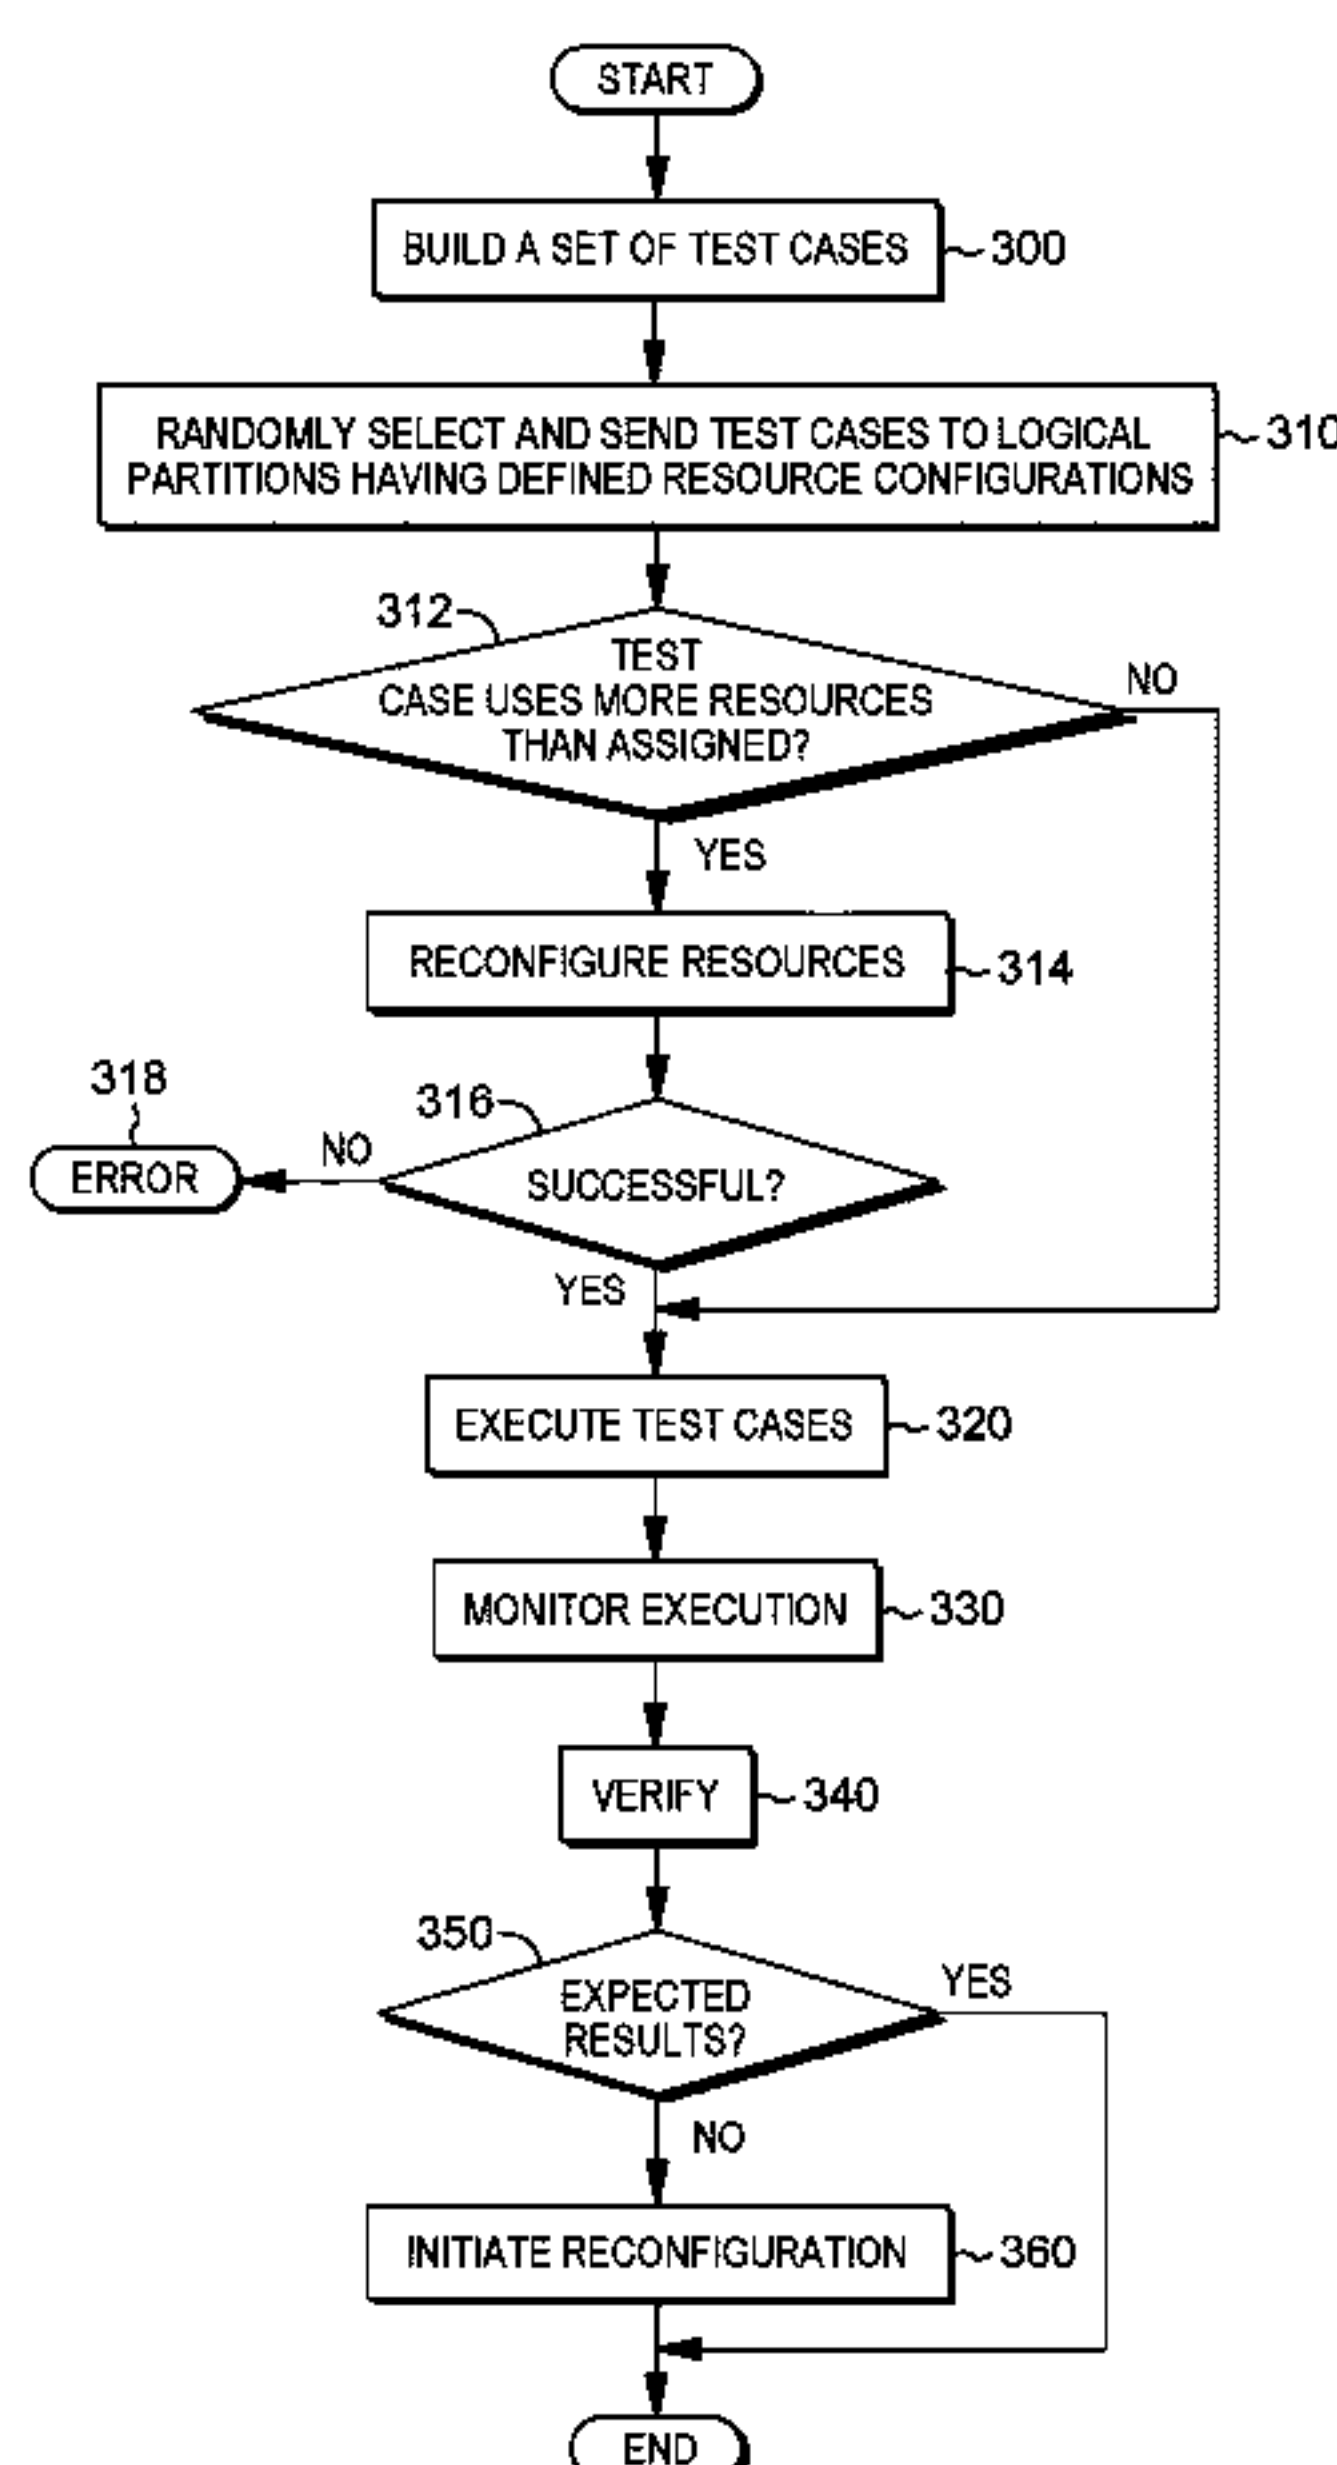 START
BUILD A SET OF TEST CASES
300
RANDOMLY SELECT AND SEND TEST CASES TO LOGICAL
PARTITIONS HAVING DEFINED RESOURCE CONFIGURATIONS
310
312
TEST
CASE USES MORE RESOURCES
THAN ASSIGNED?
NO
YES
RECONFIGURE RESOURCES
314
318
316
ERROR
NO
SUCCESSFUL?
YES
EXECUTE TEST CASES
320
MONITOR EXECUTION
330
VERIFY
340
350
EXPECTED
RESULTS?
YES
NO
INITIATE RECONFIGURATION
360
END